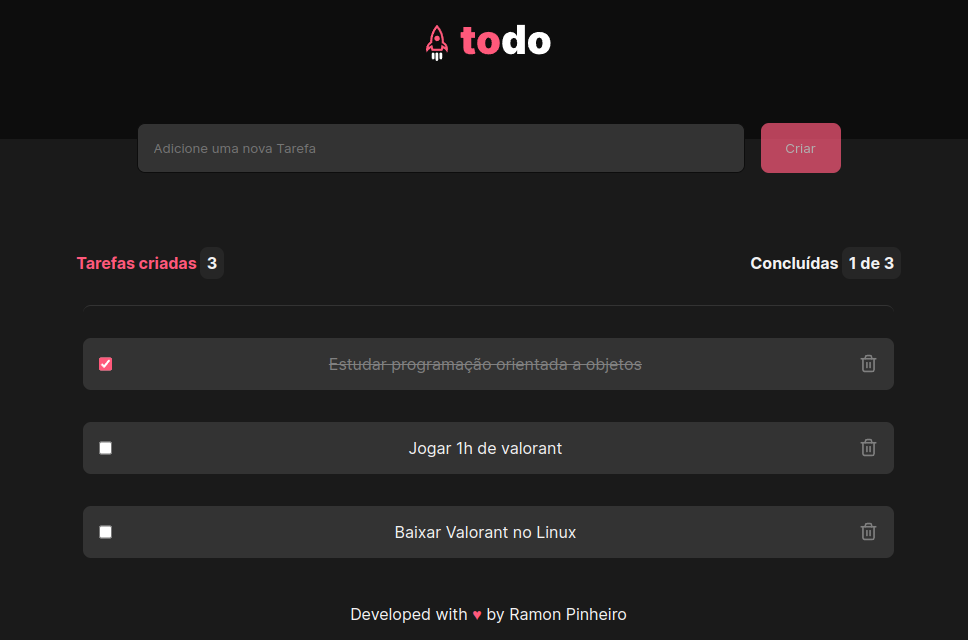 todo
Adicione uma nova Tarefa
Criar
Tarefas criadas 3
Concluídas 1 de 3
Estudar programação orientada a objetos
Jogar 1h de valorant
Baixar Valorant no Linux
Developed with ♥ by Ramon Pinheiro